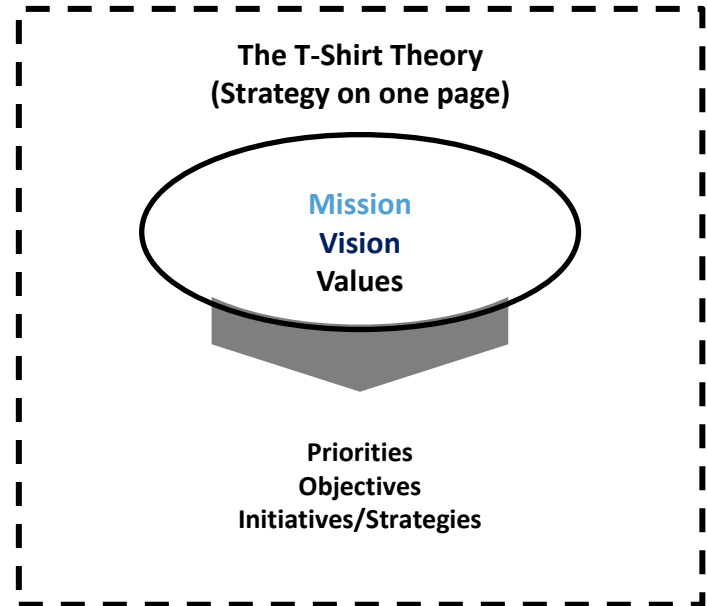 The T-Shirt Theory
(Strategy on one page)
Mission
Vision
Values
Priorities
Objectives
Initiatives/Strategies